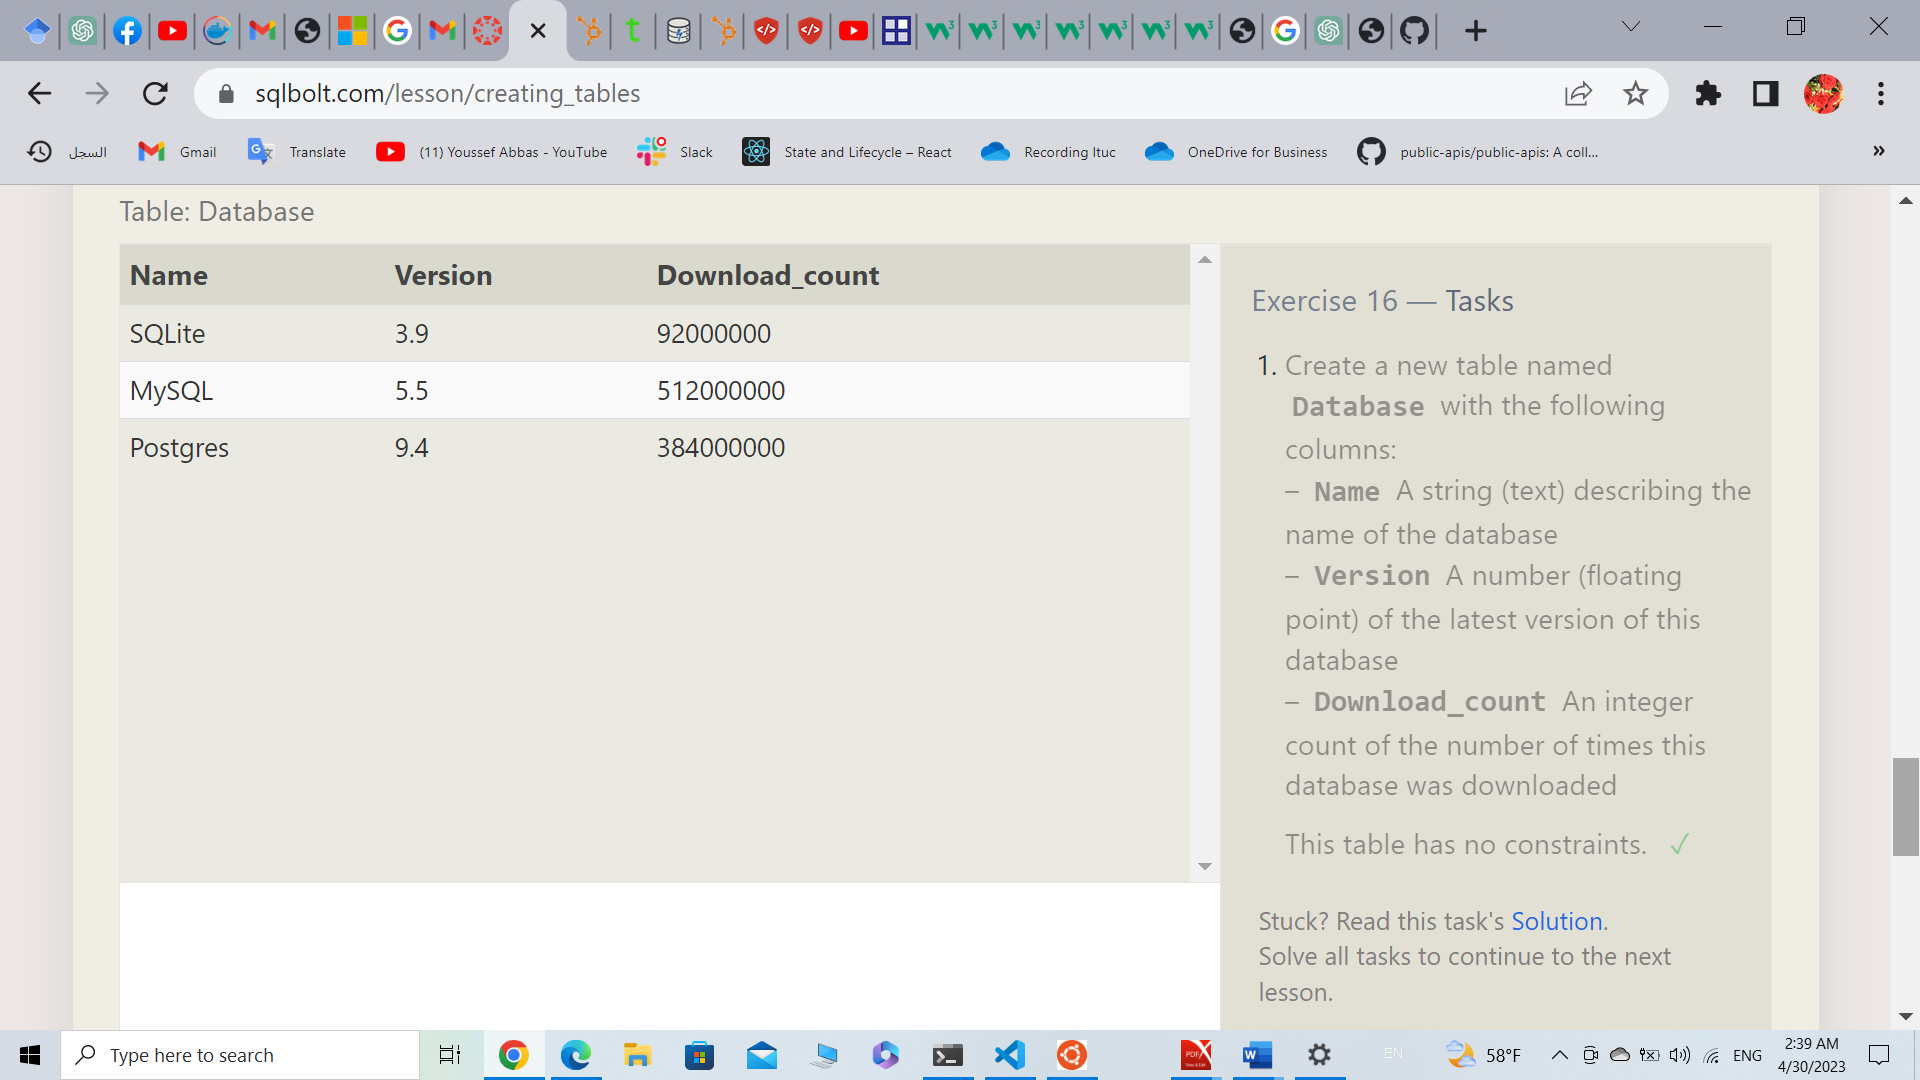 sqlbolt.com/lesson/creating_tables
السجل
Gmail
Translate
(11) Youssef Abbas - YouTube
Slack
State and Lifecycle – React
Recording Ituc
OneDrive for Business
public-apis/public-apis: A coll...
»
Table: Database
Name Version Download_count
SQLite 3.9 92000000
MySQL 5.5 512000000
Postgres 9.4 384000000
Exercise 16 — Tasks
1. Create a new table named
Database with the following
columns:
– Name A string (text) describing the
name of the database
– Version A number (floating
point) of the latest version of this
database
– Download_count An integer
count of the number of times this
database was downloaded
This table has no constraints. ✓
Stuck? Read this task's Solution.
Solve all tasks to continue to the next
lesson.
Type here to search
EN
58°F
ENG
2:39 AM
4/30/2023